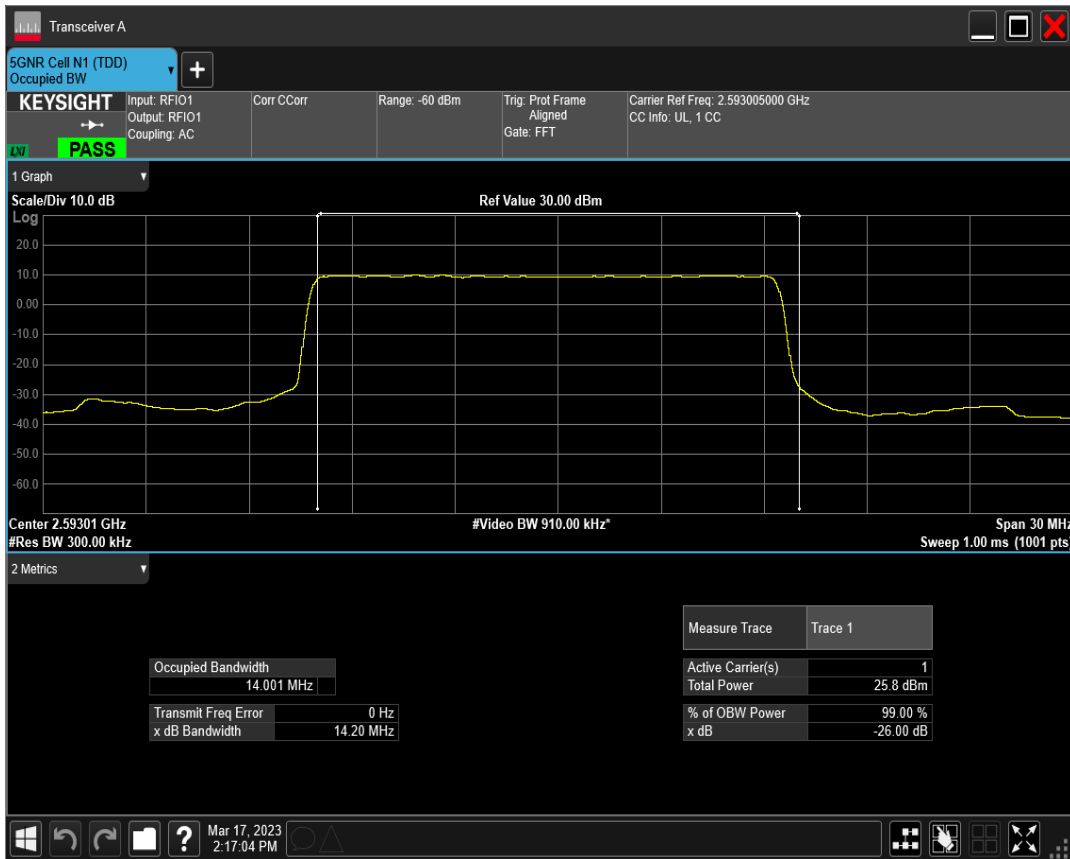 Transceiver A
5GNR Cell N1 (TDD)
Occupied BW
KEYSIGHT
LXI
PASS
Input: RFIO1
Output: RFIO1
Coupling: AC
Corr CCorr
Range: -60 dBm
Trig: Prot Frame
Aligned
Gate: FFT
Carrier Ref Freq: 2.593005000 GHz
CC Info: UL, 1 CC
1 Graph
Scale/Div 10.0 dB
Ref Value 30.00 dBm
Log
20.0
10.0
0.00
-10.0
-20.0
-30.0
-40.0
-50.0
-60.0
Center 2.59301 GHz
#Video BW 910.00 kHz*
Span 30 MHz
#Res BW 300.00 kHz
Sweep 1.00 ms (1001 pts)
2 Metrics
Measure Trace Trace 1
Occupied Bandwidth
14.001 MHz
Active Carrier(s) 1
Total Power 25.8 dBm
Transmit Freq Error 0 Hz
x dB Bandwidth 14.20 MHz
% of OBW Power 99.00 %
x dB -26.00 dB
?
Mar 17, 2023
2:17:04 PM